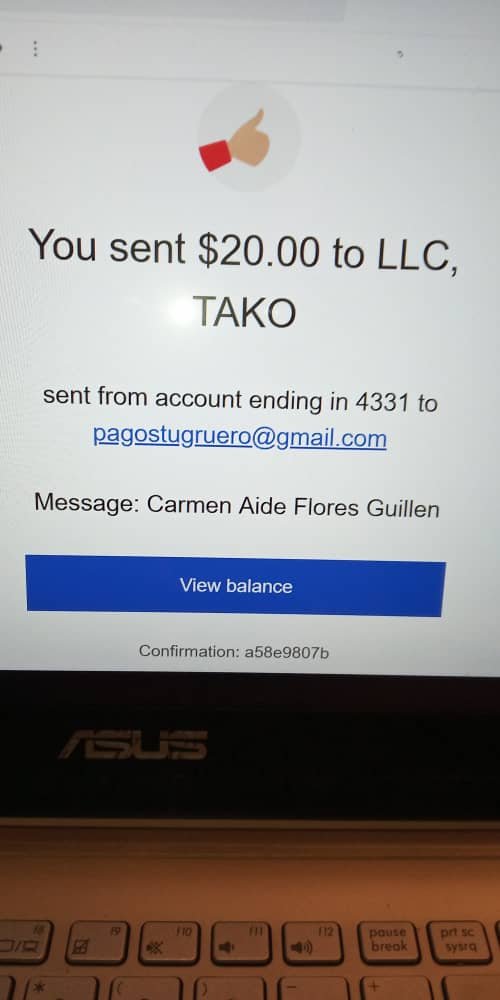 You sent $20.00 to LLC,
TAKO
sent from account ending in 4331 to
pagostugruero@gmail.com
Message: Carmen Aide Flores Guillen
View balance
Confirmation: a58e9807b
ASUS
f8 f9 f10 f11 f12 pause break prt sc sysrq
* ( ) - +